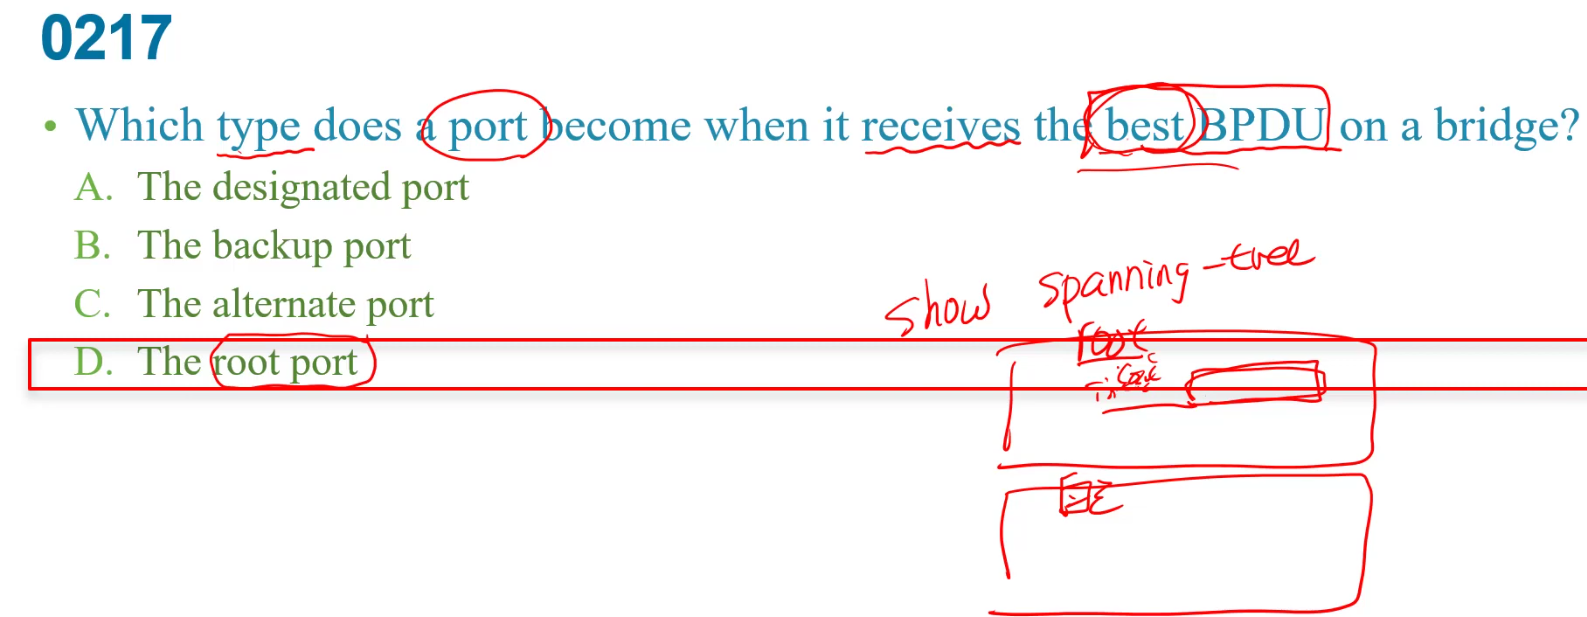 0217
• Which type does a port become when it receives the best BPDU on a bridge?
A. The designated port
B. The backup port
C. The alternate port
D. The root port
show spanning-tree
root
cost